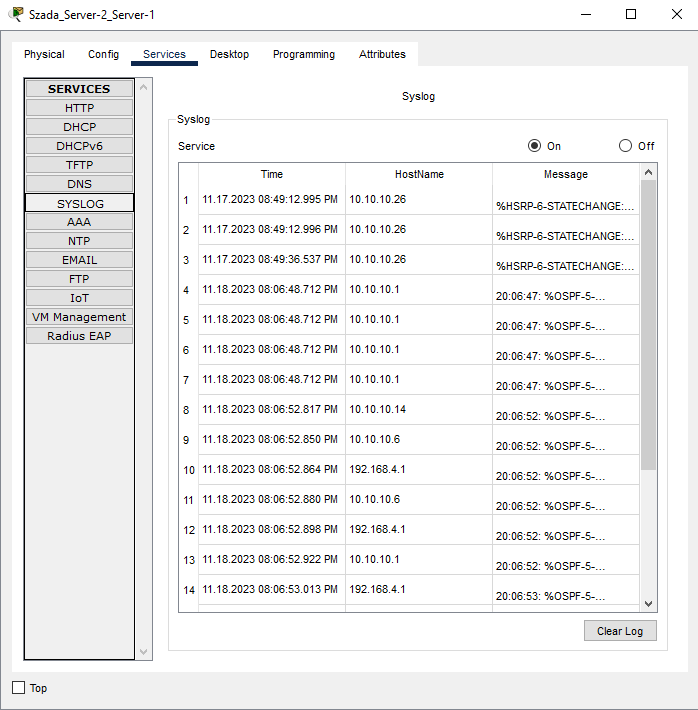 Szada_Server-2_Server-1
Physical Config Services Desktop Programming Attributes
SERVICES
HTTP
DHCP
DHCPv6
TFTP
DNS
SYSLOG
AAA
NTP
EMAIL
FTP
IoT
VM Management
Radius EAP
Syslog
Syslog
Service On Off
Time HostName Message
1 11.17.2023 08:49:12.995 PM 10.10.10.26 %HSRP-6-STATECHANGE:...
2 11.17.2023 08:49:12.996 PM 10.10.10.26 %HSRP-6-STATECHANGE:...
3 11.17.2023 08:49:36.537 PM 10.10.10.26 %HSRP-6-STATECHANGE:...
4 11.18.2023 08:06:48.712 PM 10.10.10.1 20:06:47: %OSPF-5-...
5 11.18.2023 08:06:48.712 PM 10.10.10.1 20:06:47: %OSPF-5-...
6 11.18.2023 08:06:48.712 PM 10.10.10.1 20:06:47: %OSPF-5-...
7 11.18.2023 08:06:48.712 PM 10.10.10.1 20:06:47: %OSPF-5-...
8 11.18.2023 08:06:52.817 PM 10.10.10.14 20:06:52: %OSPF-5-...
9 11.18.2023 08:06:52.850 PM 10.10.10.6 20:06:52: %OSPF-5-...
10 11.18.2023 08:06:52.864 PM 192.168.4.1 20:06:52: %OSPF-5-...
11 11.18.2023 08:06:52.880 PM 10.10.10.6 20:06:52: %OSPF-5-...
12 11.18.2023 08:06:52.898 PM 192.168.4.1 20:06:52: %OSPF-5-...
13 11.18.2023 08:06:52.922 PM 10.10.10.1 20:06:52: %OSPF-5-...
14 11.18.2023 08:06:53.013 PM 192.168.4.1 20:06:53: %OSPF-5-...
Clear Log
Top